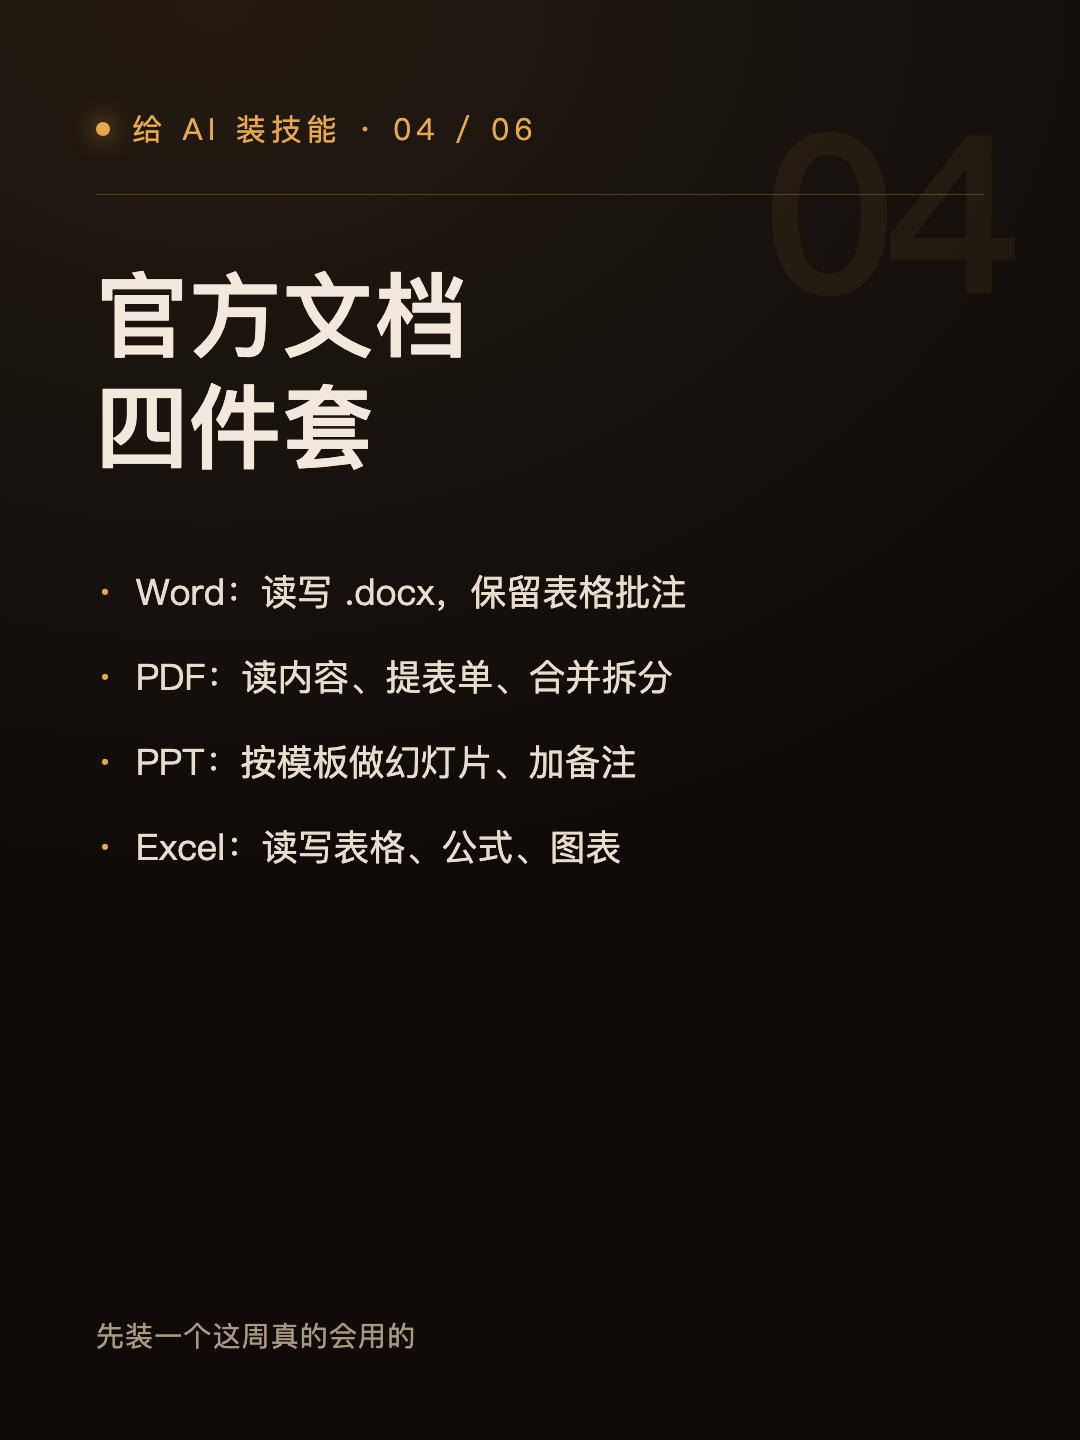 给 AI 装技能 · 04 / 06
04
官方文档
四件套
· Word：读写 .docx，保留表格批注
· PDF：读内容、提表单、合并拆分
· PPT：按模板做幻灯片、加备注
· Excel：读写表格、公式、图表
先装一个这周真的会用的